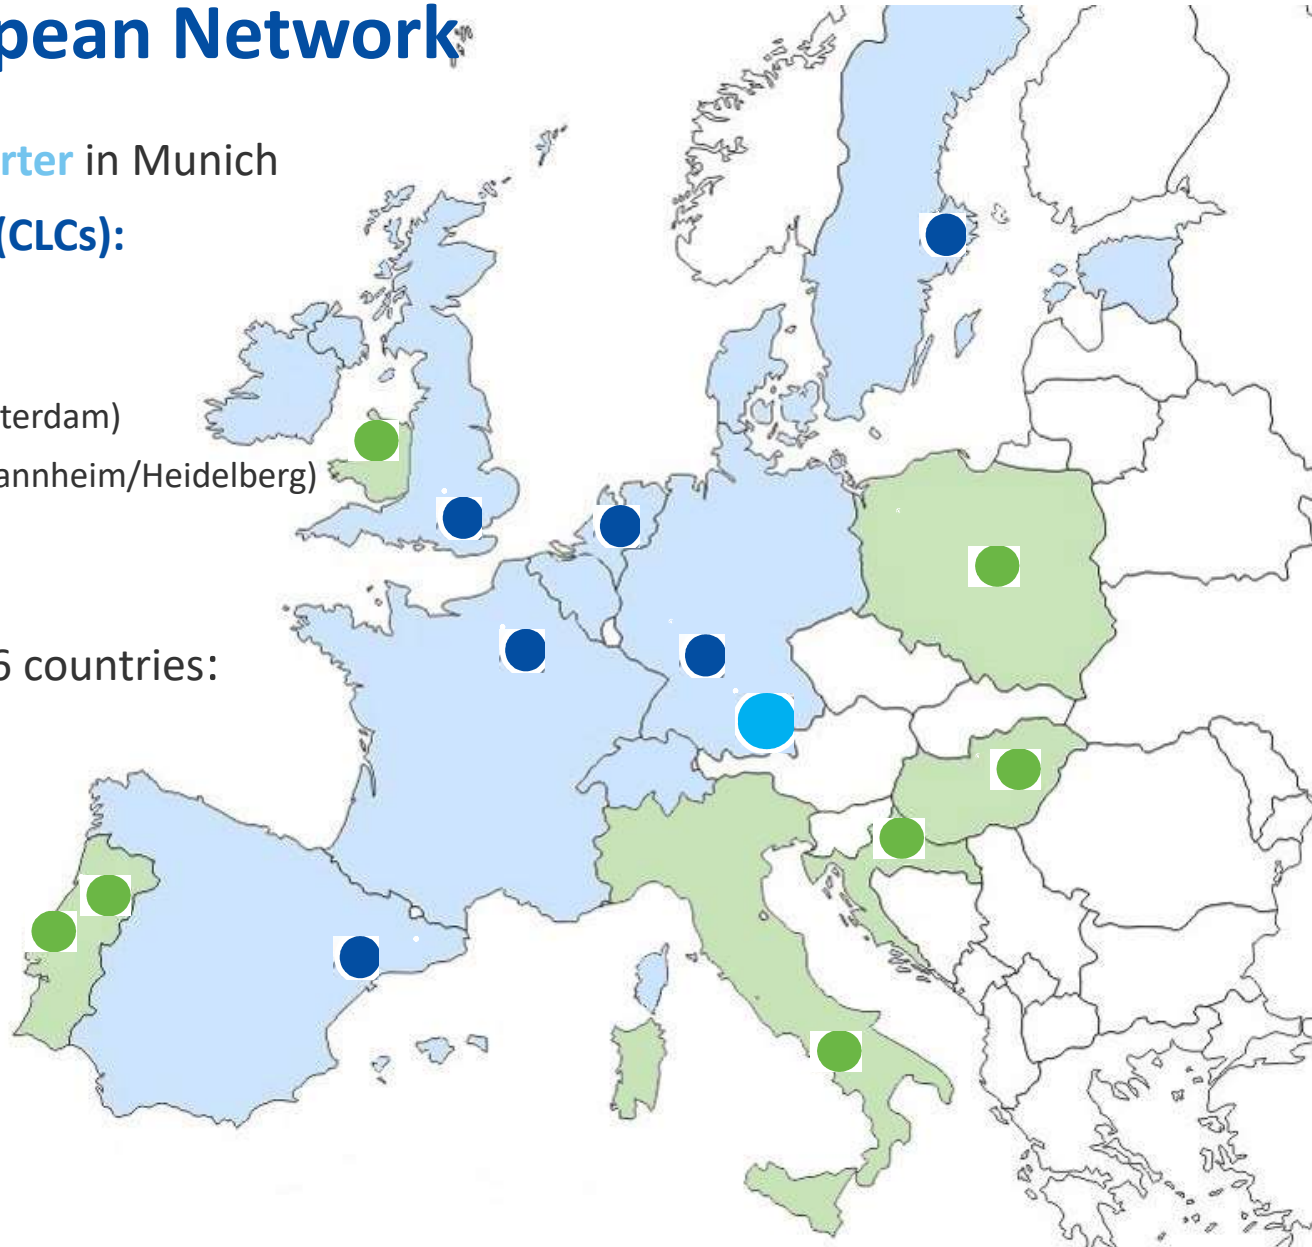 pean Network
rter in Munich
(CLCs):
terdam)
annheim/Heidelberg)
6 countries: